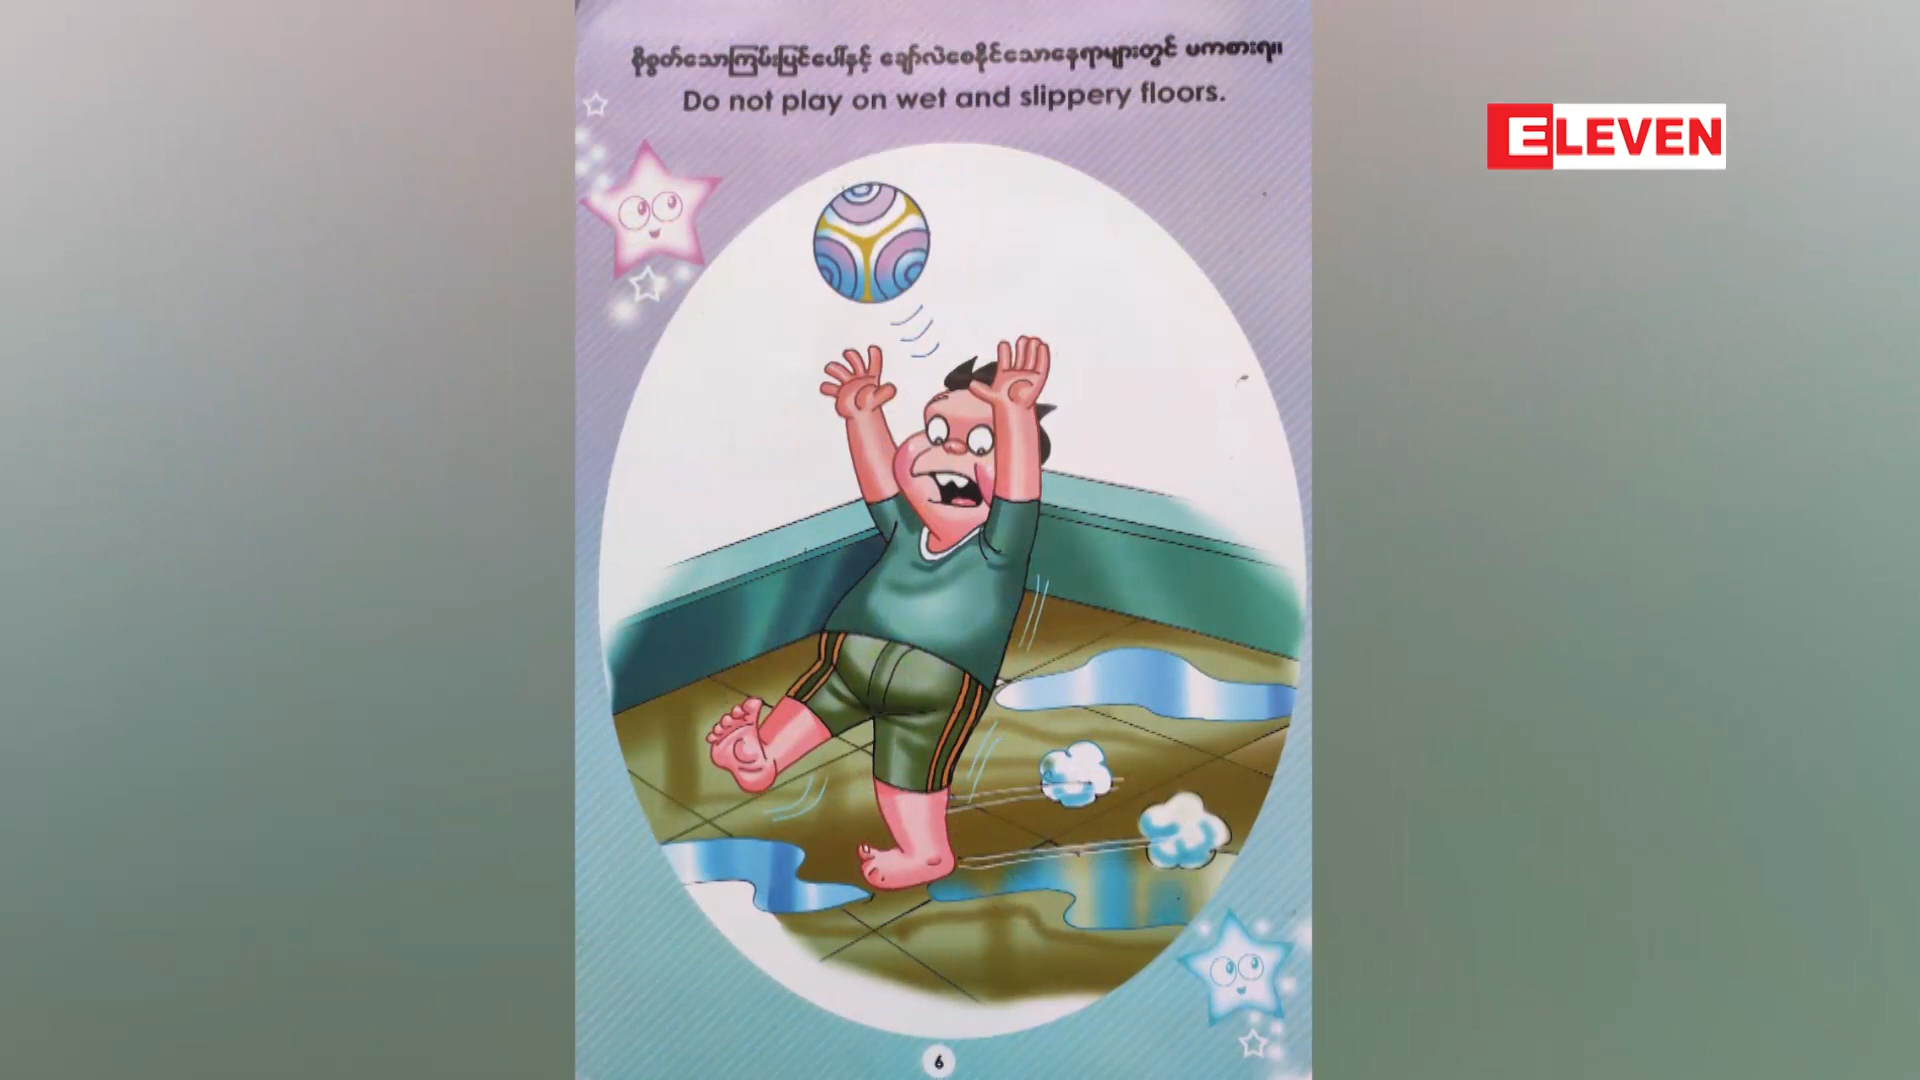 စိုစွတ်သောကြမ်းပြင်ပေါ်နှင့် ချော်လဲစေနိုင်သောနေရာများတွင် မကစားရ။
Do not play on wet and slippery floors.
ELEVEN
6